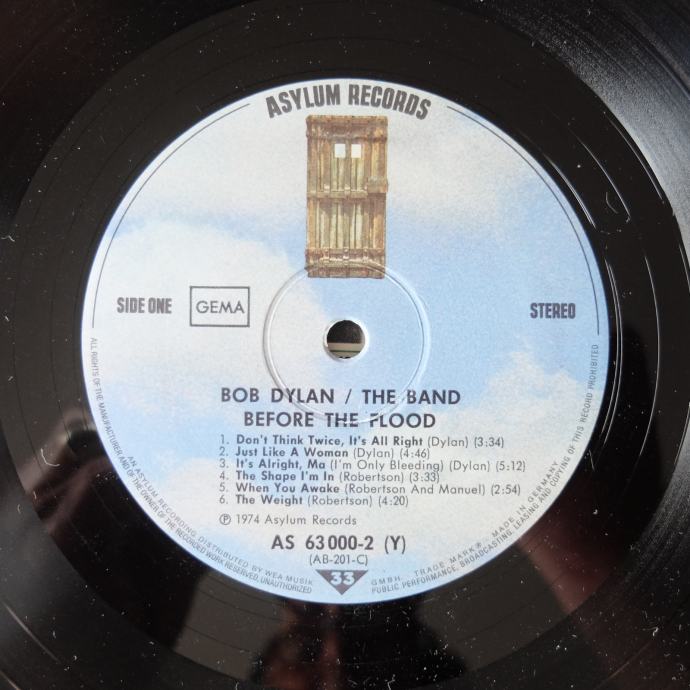 ASYLUM RECORDS
SIDE ONE
GEMA
STEREO
BOB DYLAN / THE BAND
BEFORE THE FLOOD
1. Don't Think Twice, It's All Right (Dylan) (3:34)
2. Just Like A Woman (Dylan) (4:46)
3. It's Alright, Ma (I'm Only Bleeding) (Dylan) (5:12)
4. The Shape I'm In (Robertson) (3:33)
5. When You Awake (Robertson And Manuel) (2:54)
6. The Weight (Robertson) (4:20)
℗ 1974 Asylum Records
AS 63 000-2 (Y)
(AB-201-C)
33
ALL RIGHTS OF THE MANUFACTURER AND OF THE OWNER OF THE RECORDED WORK RESERVED. UNAUTHORIZED
PUBLIC PERFORMANCE, BROADCASTING, LEASING AND COPYING OF THIS RECORD PROHIBITED
AN ASYLUM RECORDING DISTRIBUTED BY WEA MUSIK
GMBH. TRADE MARK® MADE IN GERMANY